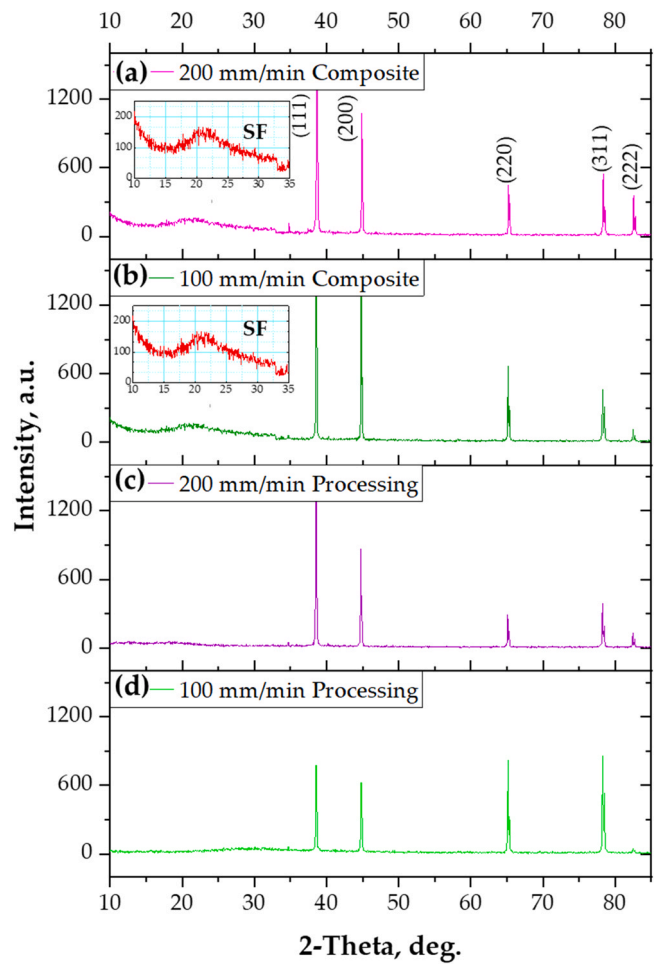 10 20 30 40 50 60 70 80
(a) 200 mm/min Composite
1200
600
0
200
100
0
SF
10 15 20 25 30 35
(111)
(200)
(220)
(311)
(222)
(b) 100 mm/min Composite
1200
600
0
200
100
0
SF
10 15 20 25 30 35
(c) 200 mm/min Processing
1200
600
0
(d) 100 mm/min Processing
1200
600
0
Intensity, a.u.
10 20 30 40 50 60 70 80
2-Theta, deg.